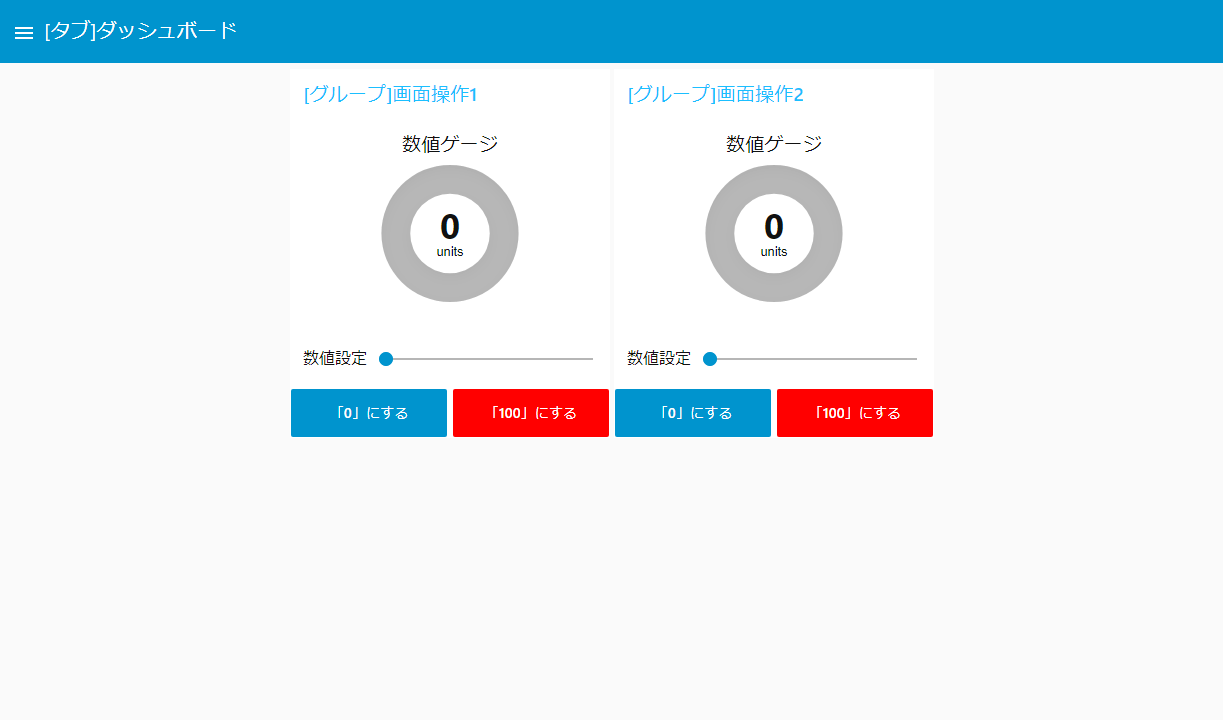 [タブ]ダッシュボード
[グループ]画面操作1
数値ゲージ
0
units
数値設定
「0」にする
「100」にする
[グループ]画面操作2
数値ゲージ
0
units
数値設定
「0」にする
「100」にする